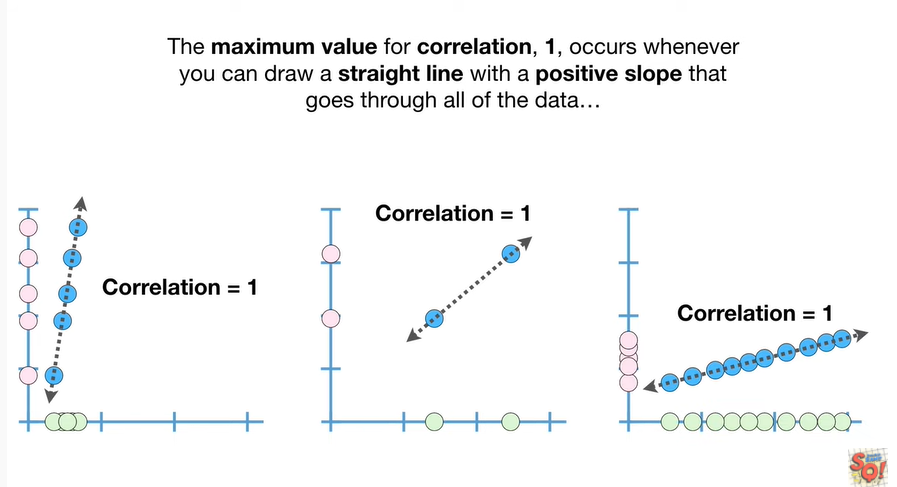 The maximum value for correlation, 1, occurs whenever
you can draw a straight line with a positive slope that
goes through all of the data…
Correlation = 1
Correlation = 1
Correlation = 1
SQ!